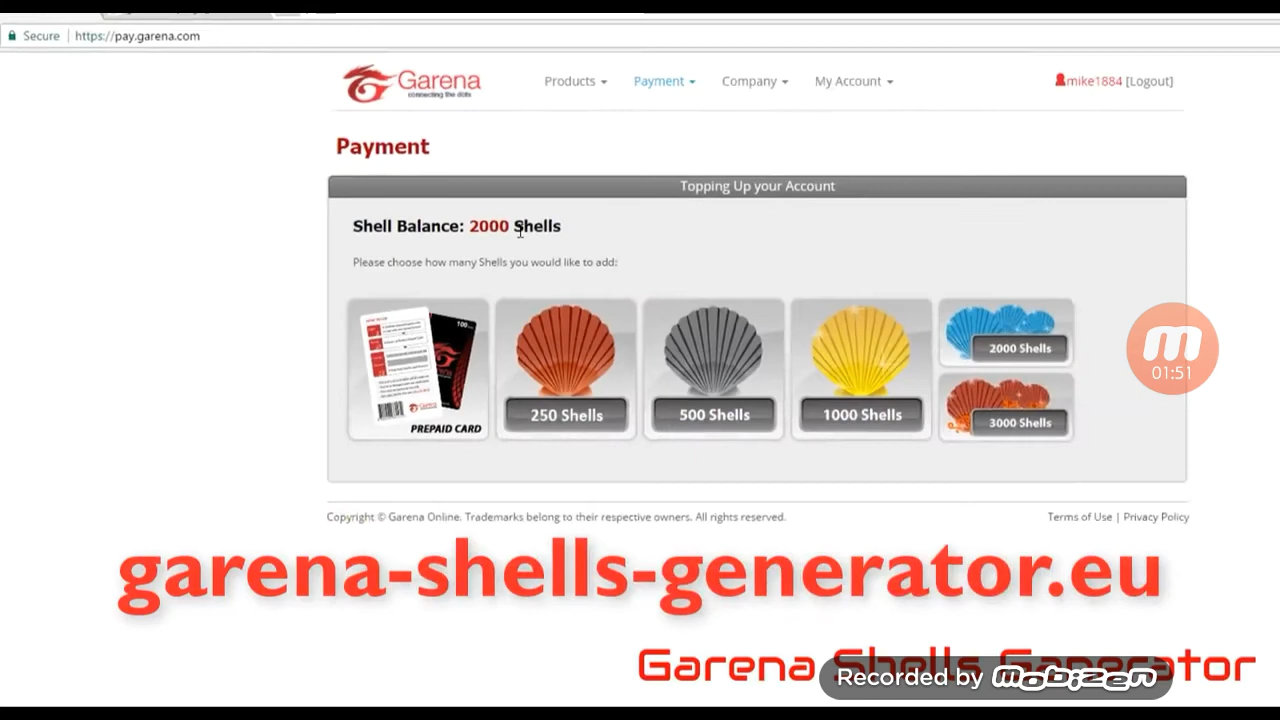 Secure https://pay.garena.com
Garena
connecting the dots
Products Payment Company My Account mike1884 [Logout]
Payment
Topping Up your Account
Shell Balance: 2000 Shells
Please choose how many Shells you would like to add:
100
PREPAID CARD
250 Shells
500 Shells
1000 Shells
2000 Shells
3000 Shells
01:51
Copyright © Garena Online. Trademarks belong to their respective owners. All rights reserved.
Terms of Use | Privacy Policy
garena-shells-generator.eu
Garena Shells Generator
Recorded by mobizen